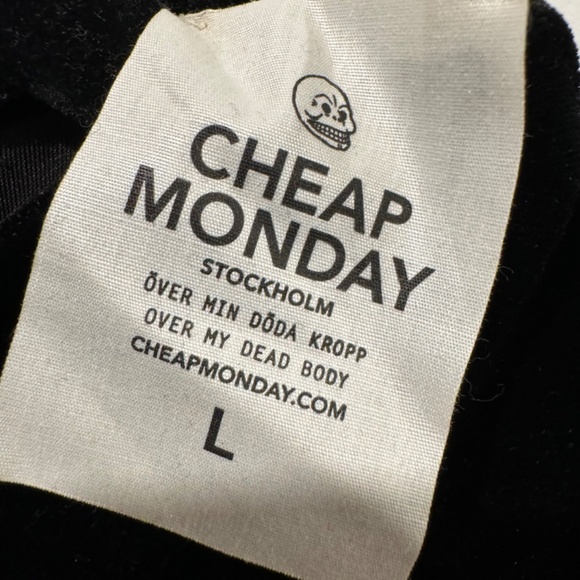 CHEAP
MONDAY
STOCKHOLM
ÖVER MIN DÖDA KROPP
OVER MY DEAD BODY
CHEAPMONDAY.COM
L